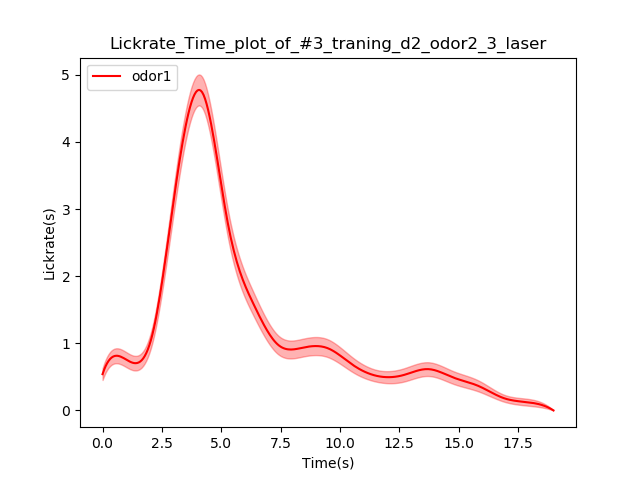 Lickrate_Time_plot_of_#3_traning_d2_odor2_3_laser
odor1
5
4
3
2
1
0
Lickrate(s)
0.0 2.5 5.0 7.5 10.0 12.5 15.0 17.5
Time(s)